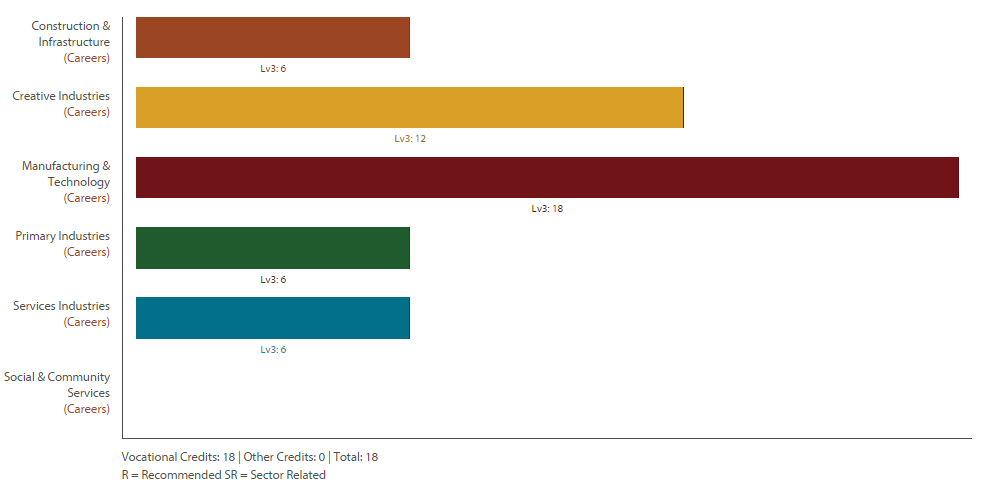 Construction &
Infrastructure
(Careers)
Lv3: 6
Creative Industries
(Careers)
Lv3: 12
Manufacturing &
Technology
(Careers)
Lv3: 18
Primary Industries
(Careers)
Lv3: 6
Services Industries
(Careers)
Lv3: 6
Social & Community
Services
(Careers)
Vocational Credits: 18 | Other Credits: 0 | Total: 18
R = Recommended SR = Sector Related